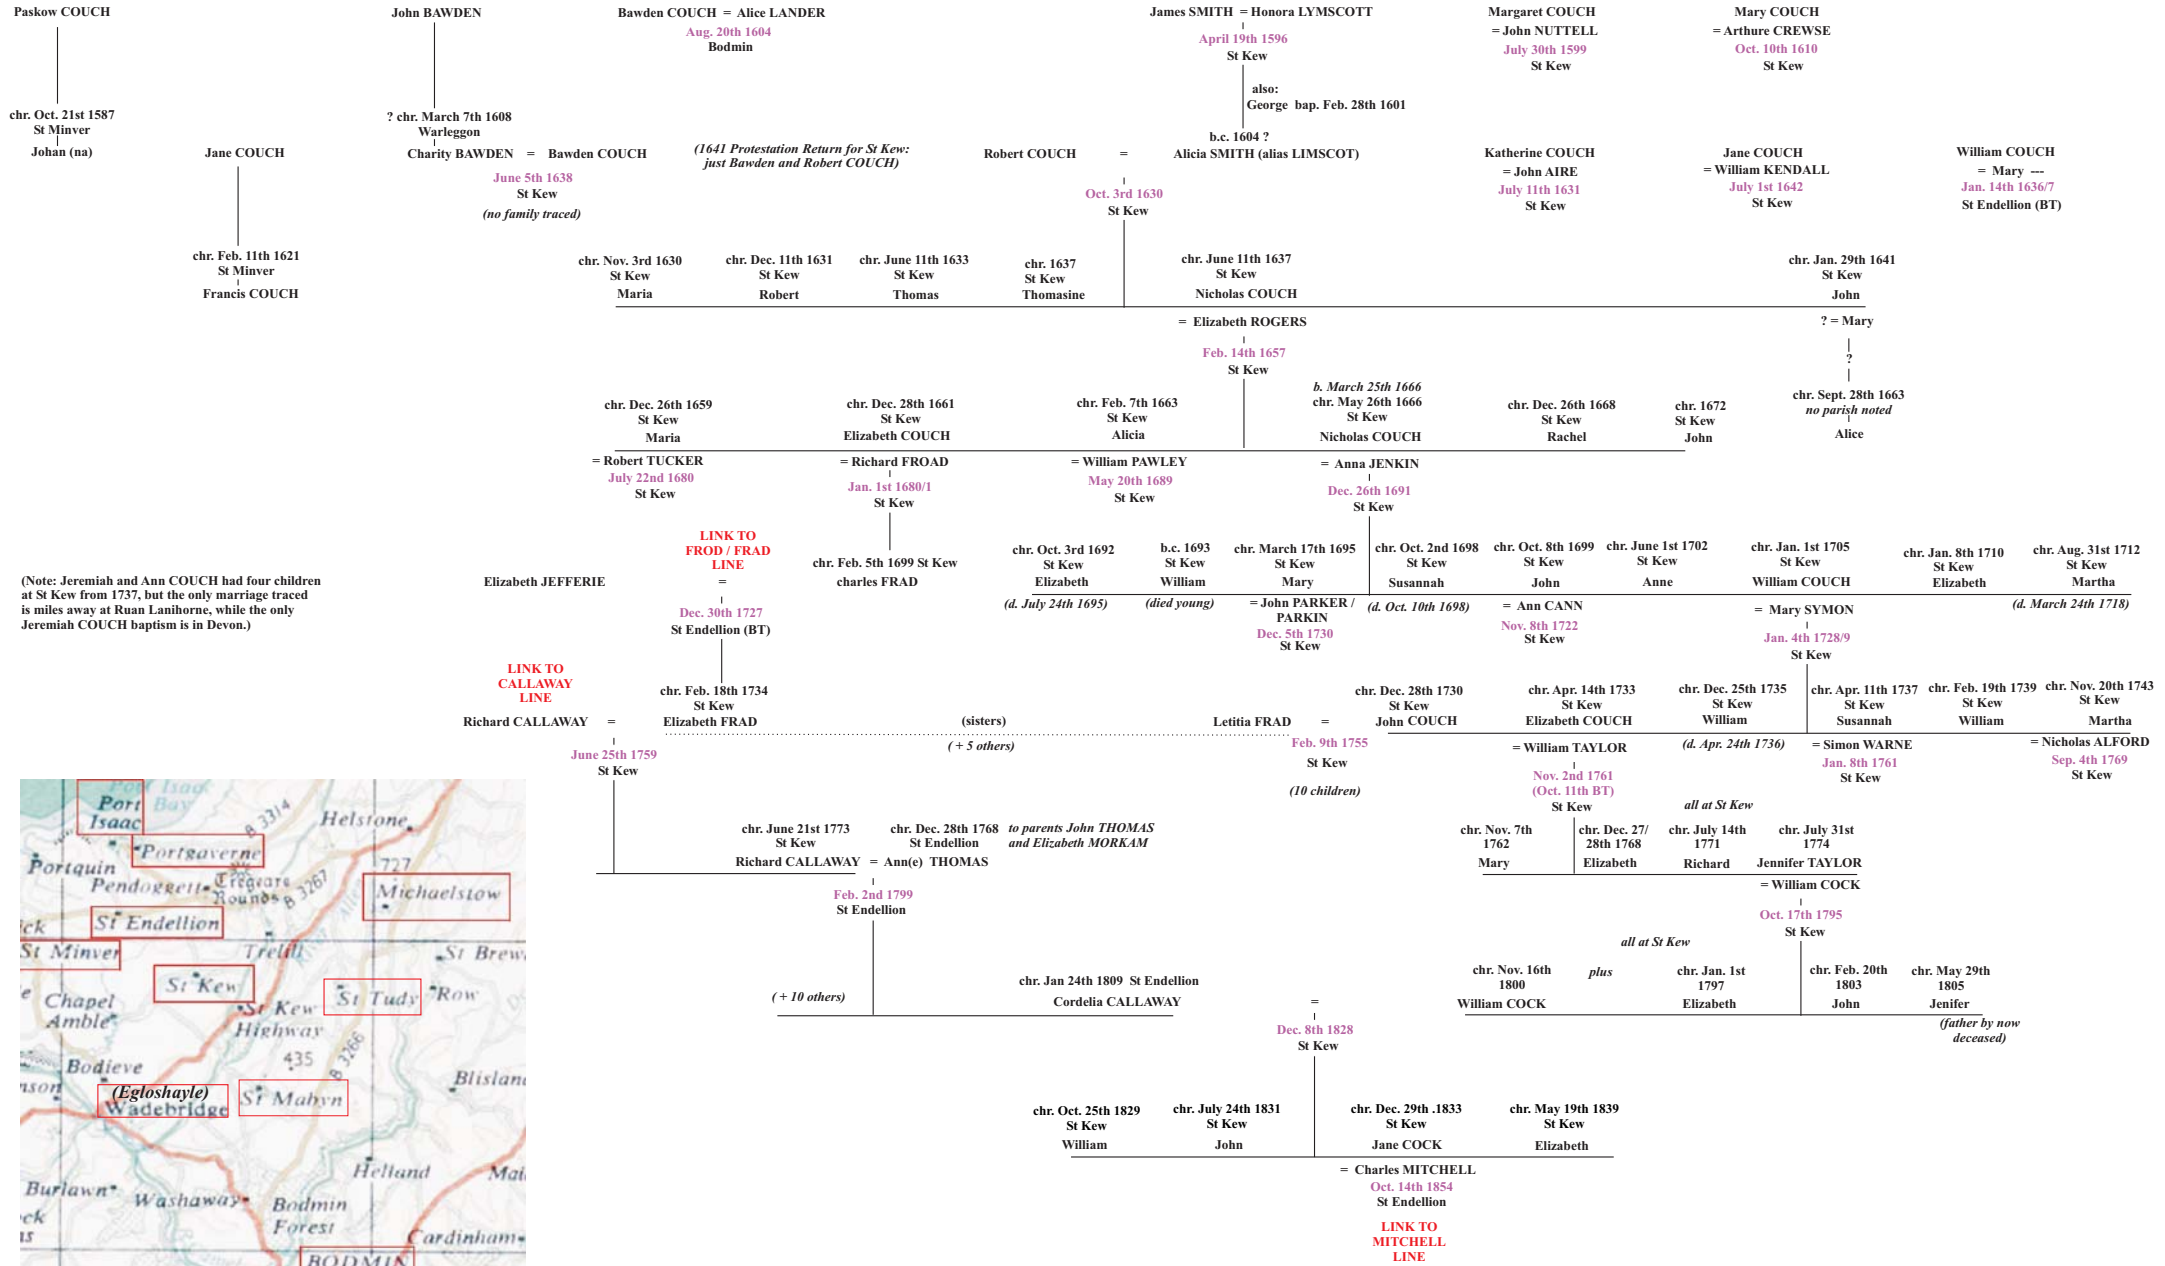 Paskow COUCH
John BAWDEN
Bawden COUCH = Alice LANDER
Aug. 20th 1604
Bodmin
James SMITH = Honora LYMSCOTT
April 19th 1596
St Kew
Margaret COUCH
= John NUTTELL
July 30th 1599
St Kew
Mary COUCH
= Arthure CREWSE
Oct. 10th 1610
St Kew
also:
George bap. Feb. 28th 1601
chr. Oct. 21st 1587
St Minver
Johan (na)
Jane COUCH
? chr. March 7th 1608
Warleggon
Charity BAWDEN = Bawden COUCH
June 5th 1638
St Kew
(no family traced)
(1641 Protestation Return for St Kew:
just Bawden and Robert COUCH)
b.c. 1604 ?
Robert COUCH = Alicia SMITH (alias LIMSCOT)
Oct. 3rd 1630
St Kew
Katherine COUCH
= John AIRE
July 11th 1631
St Kew
Jane COUCH
= William KENDALL
July 1st 1642
St Kew
William COUCH
= Mary ---
Jan. 14th 1636/7
St Endellion (BT)
chr. Feb. 11th 1621
St Minver
Francis COUCH
chr. Nov. 3rd 1630
St Kew
Maria
chr. Dec. 11th 1631
St Kew
Robert
chr. June 11th 1633
St Kew
Thomas
chr. 1637
St Kew
Thomasine
chr. June 11th 1637
St Kew
Nicholas COUCH
chr. Jan. 29th 1641
St Kew
John
= Elizabeth ROGERS
Feb. 14th 1657
St Kew
? = Mary
?
chr. Sept. 28th 1663
no parish noted
Alice
chr. Dec. 26th 1659
St Kew
Maria
chr. Dec. 28th 1661
St Kew
Elizabeth COUCH
chr. Feb. 7th 1663
St Kew
Alicia
b. March 25th 1666
chr. May 26th 1666
St Kew
Nicholas COUCH
chr. Dec. 26th 1668
St Kew
Rachel
chr. 1672
St Kew
John
= Robert TUCKER
July 22nd 1680
St Kew
= Richard FROAD
Jan. 1st 1680/1
St Kew
= William PAWLEY
May 20th 1689
St Kew
= Anna JENKIN
Dec. 26th 1691
St Kew
(Note: Jeremiah and Ann COUCH had four children
at St Kew from 1737, but the only marriage traced
is miles away at Ruan Lanihorne, while the only
Jeremiah COUCH baptism is in Devon.)
LINK TO
FROD / FRAD
LINE
chr. Feb. 5th 1699 St Kew
Elizabeth JEFFERIE = charles FRAD
Dec. 30th 1727
St Endellion (BT)
chr. Oct. 3rd 1692
St Kew
Elizabeth
(d. July 24th 1695)
b.c. 1693
St Kew
William
(died young)
chr. March 17th 1695
St Kew
Mary
= John PARKER /
PARKIN
Dec. 5th 1730
St Kew
chr. Oct. 2nd 1698
St Kew
Susannah
(d. Oct. 10th 1698)
chr. Oct. 8th 1699
St Kew
John
= Ann CANN
Nov. 8th 1722
St Kew
chr. June 1st 1702
St Kew
Anne
chr. Jan. 1st 1705
St Kew
William COUCH
= Mary SYMON
Jan. 4th 1728/9
St Kew
chr. Jan. 8th 1710
St Kew
Elizabeth
chr. Aug. 31st 1712
St Kew
Martha
(d. March 24th 1718)
LINK TO
CALLAWAY
LINE
chr. Feb. 18th 1734
St Kew
Richard CALLAWAY = Elizabeth FRAD
June 25th 1759
St Kew
(sisters)
( + 5 others)
chr. Dec. 28th 1730
St Kew
Letitia FRAD = John COUCH
Feb. 9th 1755
St Kew
(10 children)
chr. Apr. 14th 1733
St Kew
Elizabeth COUCH
= William TAYLOR
Nov. 2nd 1761
(Oct. 11th BT)
St Kew
chr. Dec. 25th 1735
St Kew
William
(d. Apr. 24th 1736)
chr. Apr. 11th 1737
St Kew
Susannah
= Simon WARNE
Jan. 8th 1761
St Kew
chr. Feb. 19th 1739
St Kew
William
chr. Nov. 20th 1743
St Kew
Martha
= Nicholas ALFORD
Sep. 4th 1769
St Kew
all at St Kew
chr. June 21st 1773
St Kew
chr. Dec. 28th 1768
St Endellion
to parents John THOMAS
and Elizabeth MORKAM
Richard CALLAWAY = Ann(e) THOMAS
Feb. 2nd 1799
St Endellion
chr. Nov. 7th
1762
Mary
chr. Dec. 27/
28th 1768
Elizabeth
chr. July 14th
1771
Richard
chr. July 31st
1774
Jennifer TAYLOR
= William COCK
Oct. 17th 1795
St Kew
all at St Kew
( + 10 others)
chr. Jan 24th 1809 St Endellion
Cordelia CALLAWAY =
Dec. 8th 1828
St Kew
chr. Nov. 16th
1800
William COCK
plus
chr. Jan. 1st
1797
Elizabeth
chr. Feb. 20th
1803
John
chr. May 29th
1805
Jenifer
(father by now
deceased)
chr. Oct. 25th 1829
St Kew
William
chr. July 24th 1831
St Kew
John
chr. Dec. 29th .1833
St Kew
Jane COCK
chr. May 19th 1839
St Kew
Elizabeth
= Charles MITCHELL
Oct. 14th 1854
St Endellion
LINK TO
MITCHELL
LINE
Port Isaac Bay
Port
Isaac
B 3314
Helstone
Portgaverne
Portquin
Pendoggett
Tregeare
Rounds
B 3267
727
Michaelstow
St Endellion
St Minver
Trelill
St Brew
St Kew
St Tudy
Row
Chapel
Amble
St Kew
Highway
435
B 3266
Bodieve
Blislan
(Egloshayle)
Wadebridge
St Mabyn
Helland
Mai
Burlawn
Washaway
Bodmin
Forest
Cardinham
BODMIN